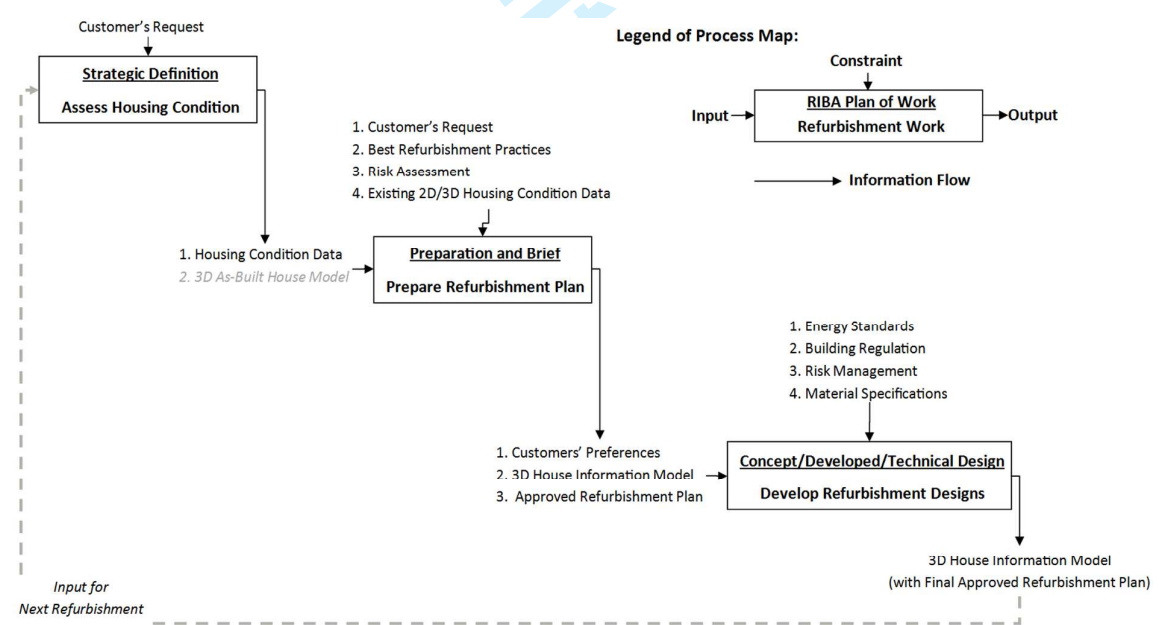 Customer's Request
Strategic Definition
Assess Housing Condition
Legend of Process Map:
Constraint
Input
RIBA Plan of Work
Refurbishment Work
Output
Information Flow
1. Customer's Request
2. Best Refurbishment Practices
3. Risk Assessment
4. Existing 2D/3D Housing Condition Data
1. Housing Condition Data
2. 3D As-Built House Model
Preparation and Brief
Prepare Refurbishment Plan
1. Energy Standards
2. Building Regulation
3. Risk Management
4. Material Specifications
1. Customers' Preferences
2. 3D House Information Model
3. Approved Refurbishment Plan
Concept/Developed/Technical Design
Develop Refurbishment Designs
3D House Information Model
(with Final Approved Refurbishment Plan)
Input for
Next Refurbishment